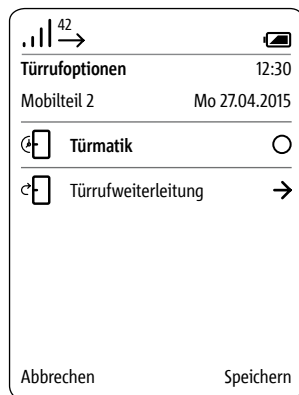 42
Türrufoptionen 12:30
Mobilteil 2 Mo 27.04.2015
Türmatik
Türrufweiterleitung
Abbrechen Speichern